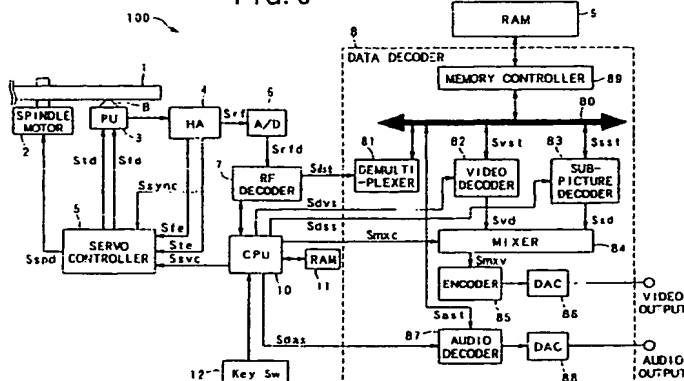 100
RAM
S
8
DATA DECODER
MEMORY CONTROLLER
89
80
1
B
4
6
SPINDLE
MOTOR
2
PU
3
HA
Srf
A/D
Srfd
Std
Sfd
Ssync
7
RF
DECODER
Sdst
81
DEMULTI
-PLEXER
82
Svst
VIDEO
DECODER
83
Ssst
SUB-
PICTURE
DECODER
Sdvs
Sdss
Svd
Ssd
5
SERVO
CONTROLLER
Sspd
Sfe
Ste
Ssvc
CPU
10
RAM
11
Smxc
MIXER
84
Smxv
ENCODER
85
DAC
86
VIDEO
OUTPUT
Sast
87
AUDIO
DECODER
DAC
88
AUDIO
OUTPUT
Sdas
12
Key Sw